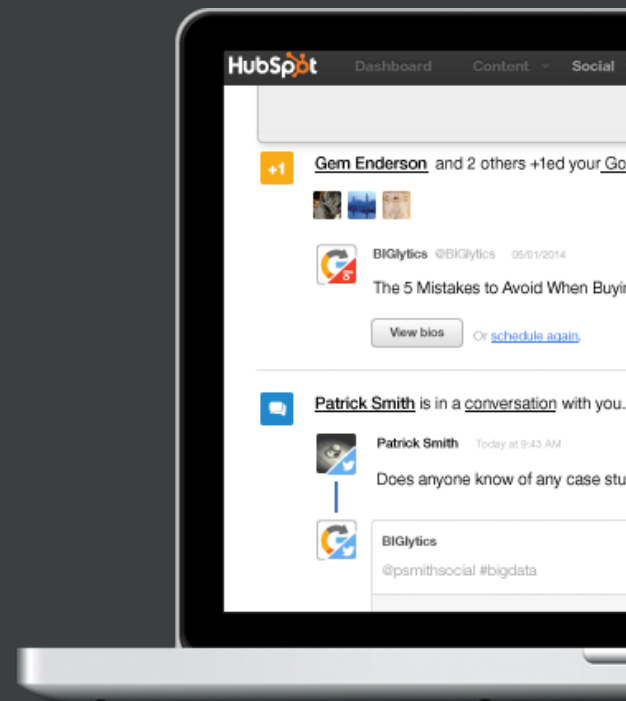 HubSpot Dashboard Content Social
+1 Gem Enderson and 2 others +1ed your Go
BIGlytics @BIGlytics 05/01/2014
The 5 Mistakes to Avoid When Buyin
View bios Or schedule again.
Patrick Smith is in a conversation with you.
Patrick Smith Today at 9:43 AM
Does anyone know of any case stu
BIGlytics
@psmithsocial #bigdata